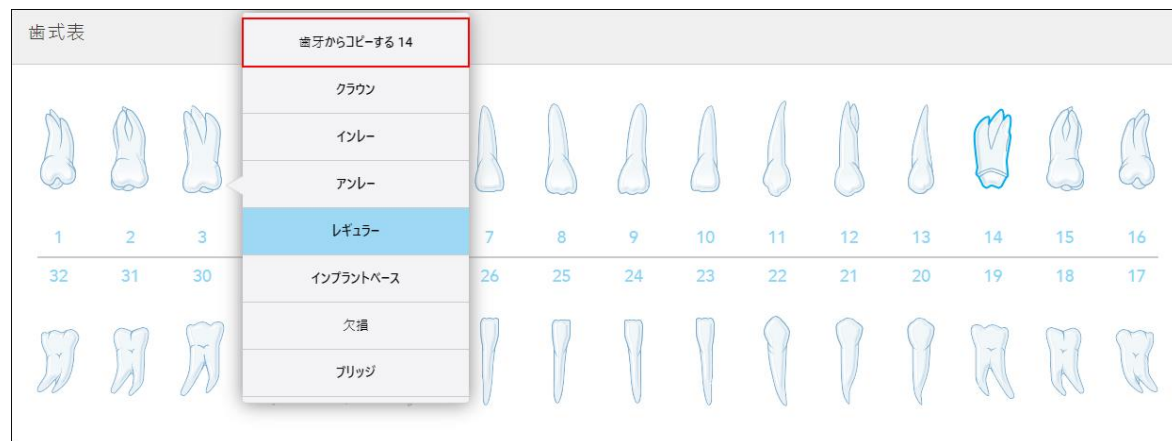 歯式表
歯牙からコピーする 14
クラウン
インレー
アンレー
レギュラー
インプラントベース
欠損
ブリッジ
1 2 3 7 8 9 10 11 12 13 14 15 16
32 31 30 26 25 24 23 22 21 20 19 18 17